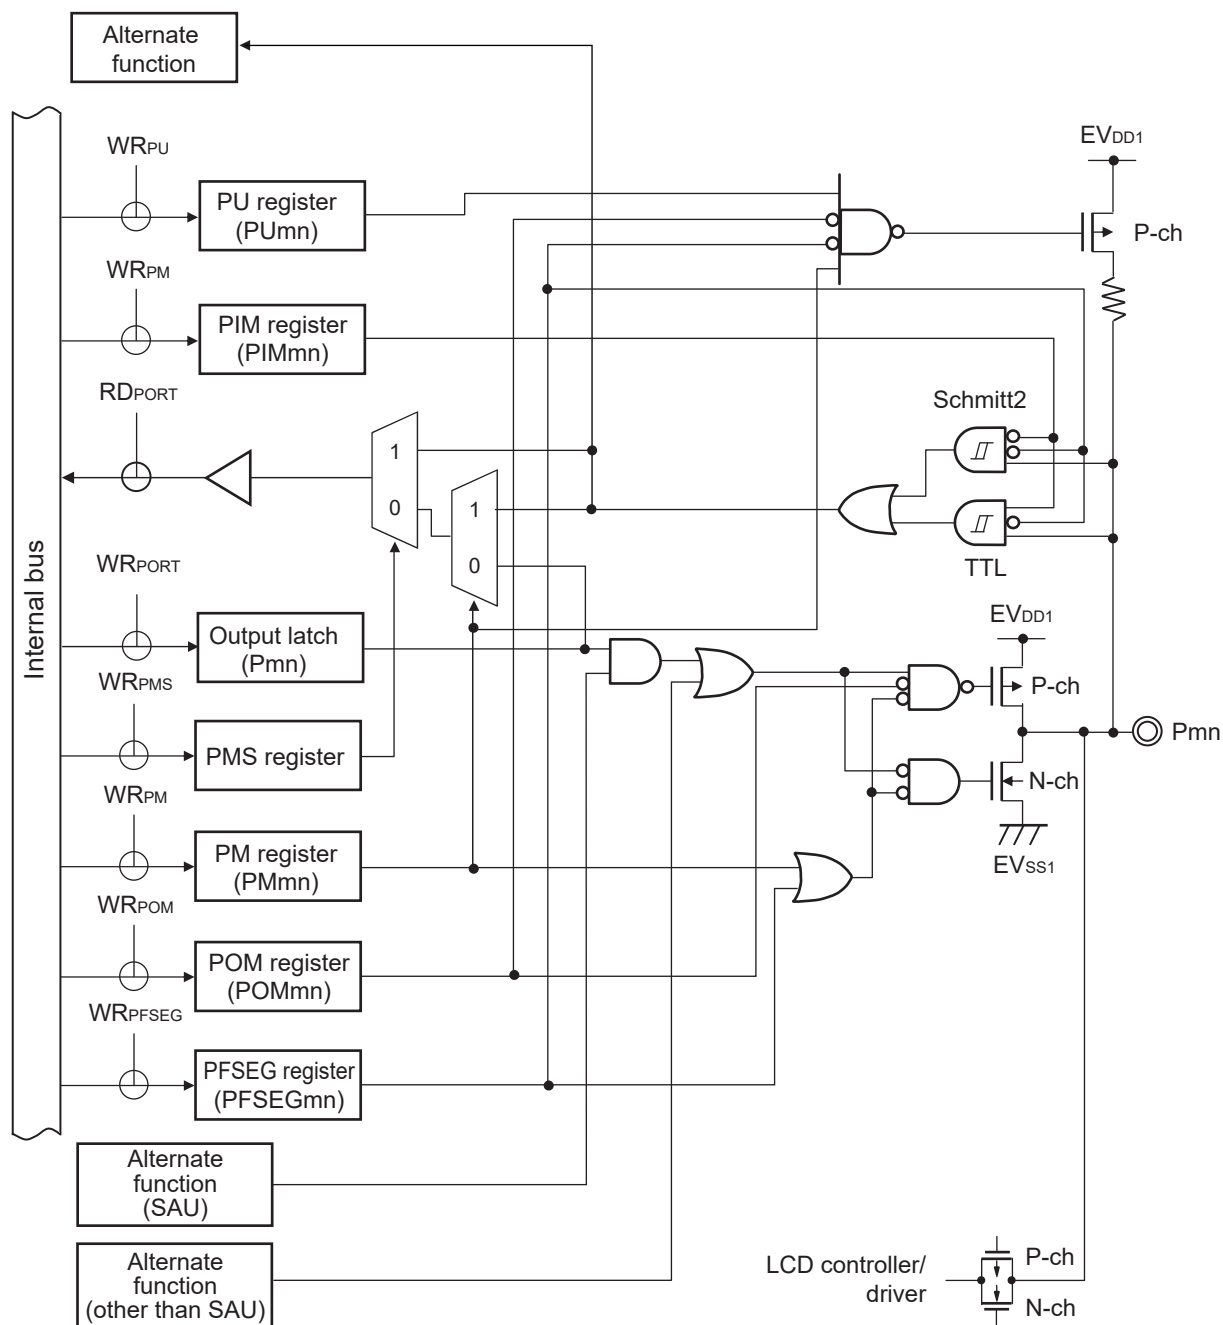 Alternate
function
WRPU
EVDD1
PU register
(PUmn)
P-ch
WRPM
PIM register
(PIMmn)
RDPORT
Schmitt2
1
0
1
0
TTL
Internal bus
WRPORT
EVDD1
Output latch
(Pmn)
WRPMS
P-ch
Pmn
PMS register
N-ch
WRPM
PM register
(PMmn)
EVSS1
WRPOM
POM register
(POMmn)
WRPFSEG
PFSEG register
(PFSEGmn)
Alternate
function
(SAU)
Alternate
function
(other than SAU)
P-ch
LCD controller/
driver
N-ch